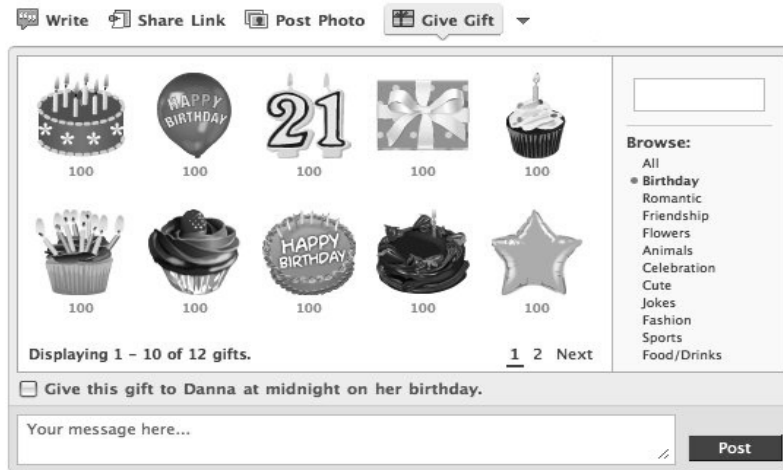 Write Share Link Post Photo Give Gift
HAPPY
BIRTHDAY
21
100 100 100 100 100
HAPPY
BIRTHDAY
100 100 100 100 100
Displaying 1 – 10 of 12 gifts. 1 2 Next
Browse:
All
Birthday
Romantic
Friendship
Flowers
Animals
Celebration
Cute
Jokes
Fashion
Sports
Food/Drinks
Give this gift to Danna at midnight on her birthday.
Your message here...
Post